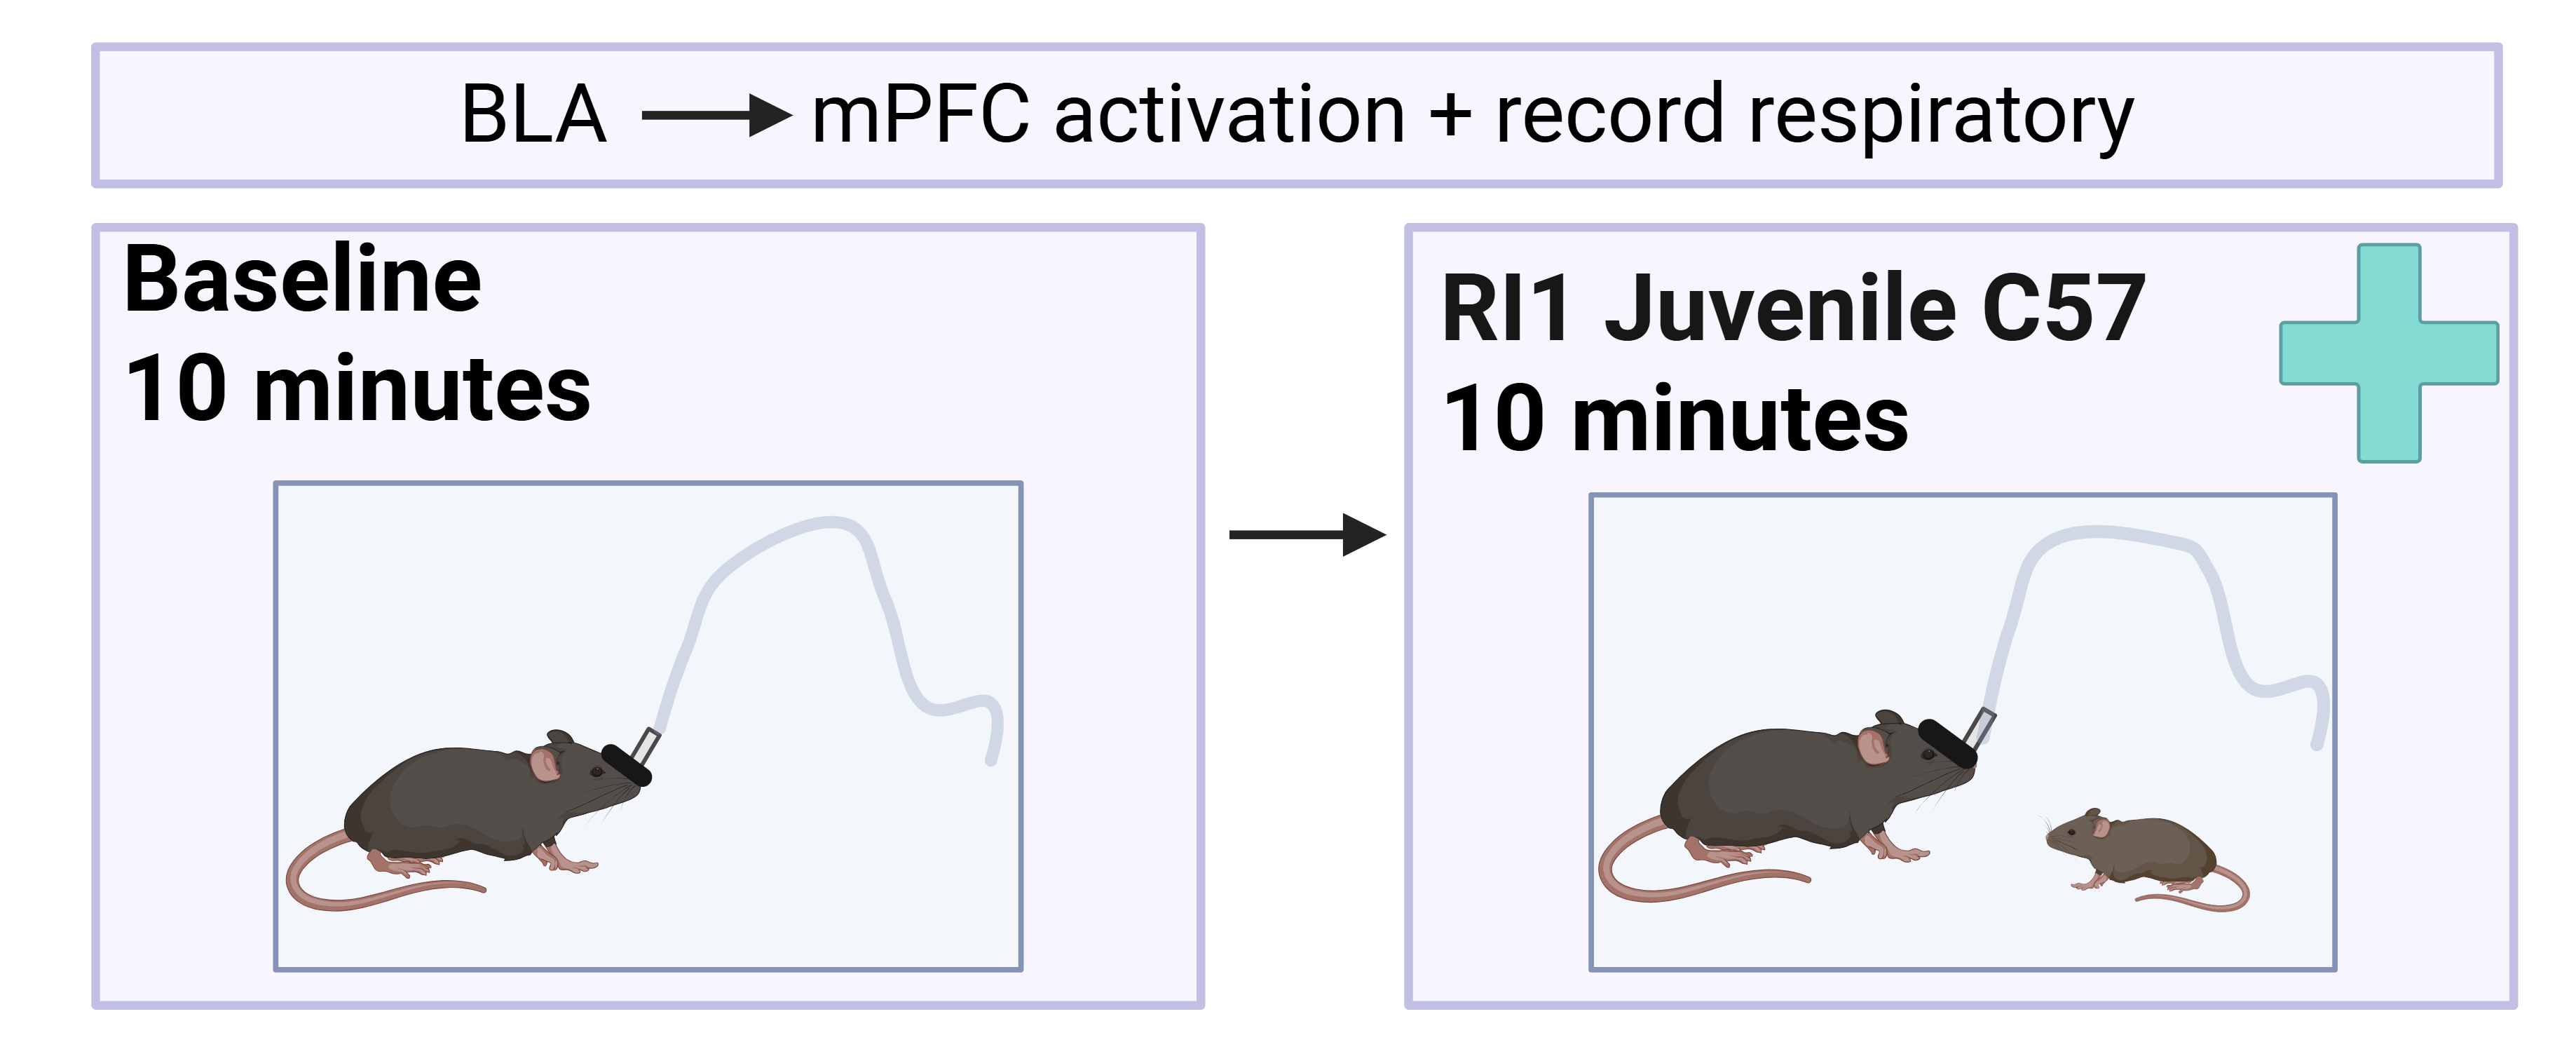 BLA → mPFC activation + record respiratory
Baseline
10 minutes
RI1 Juvenile C57
10 minutes